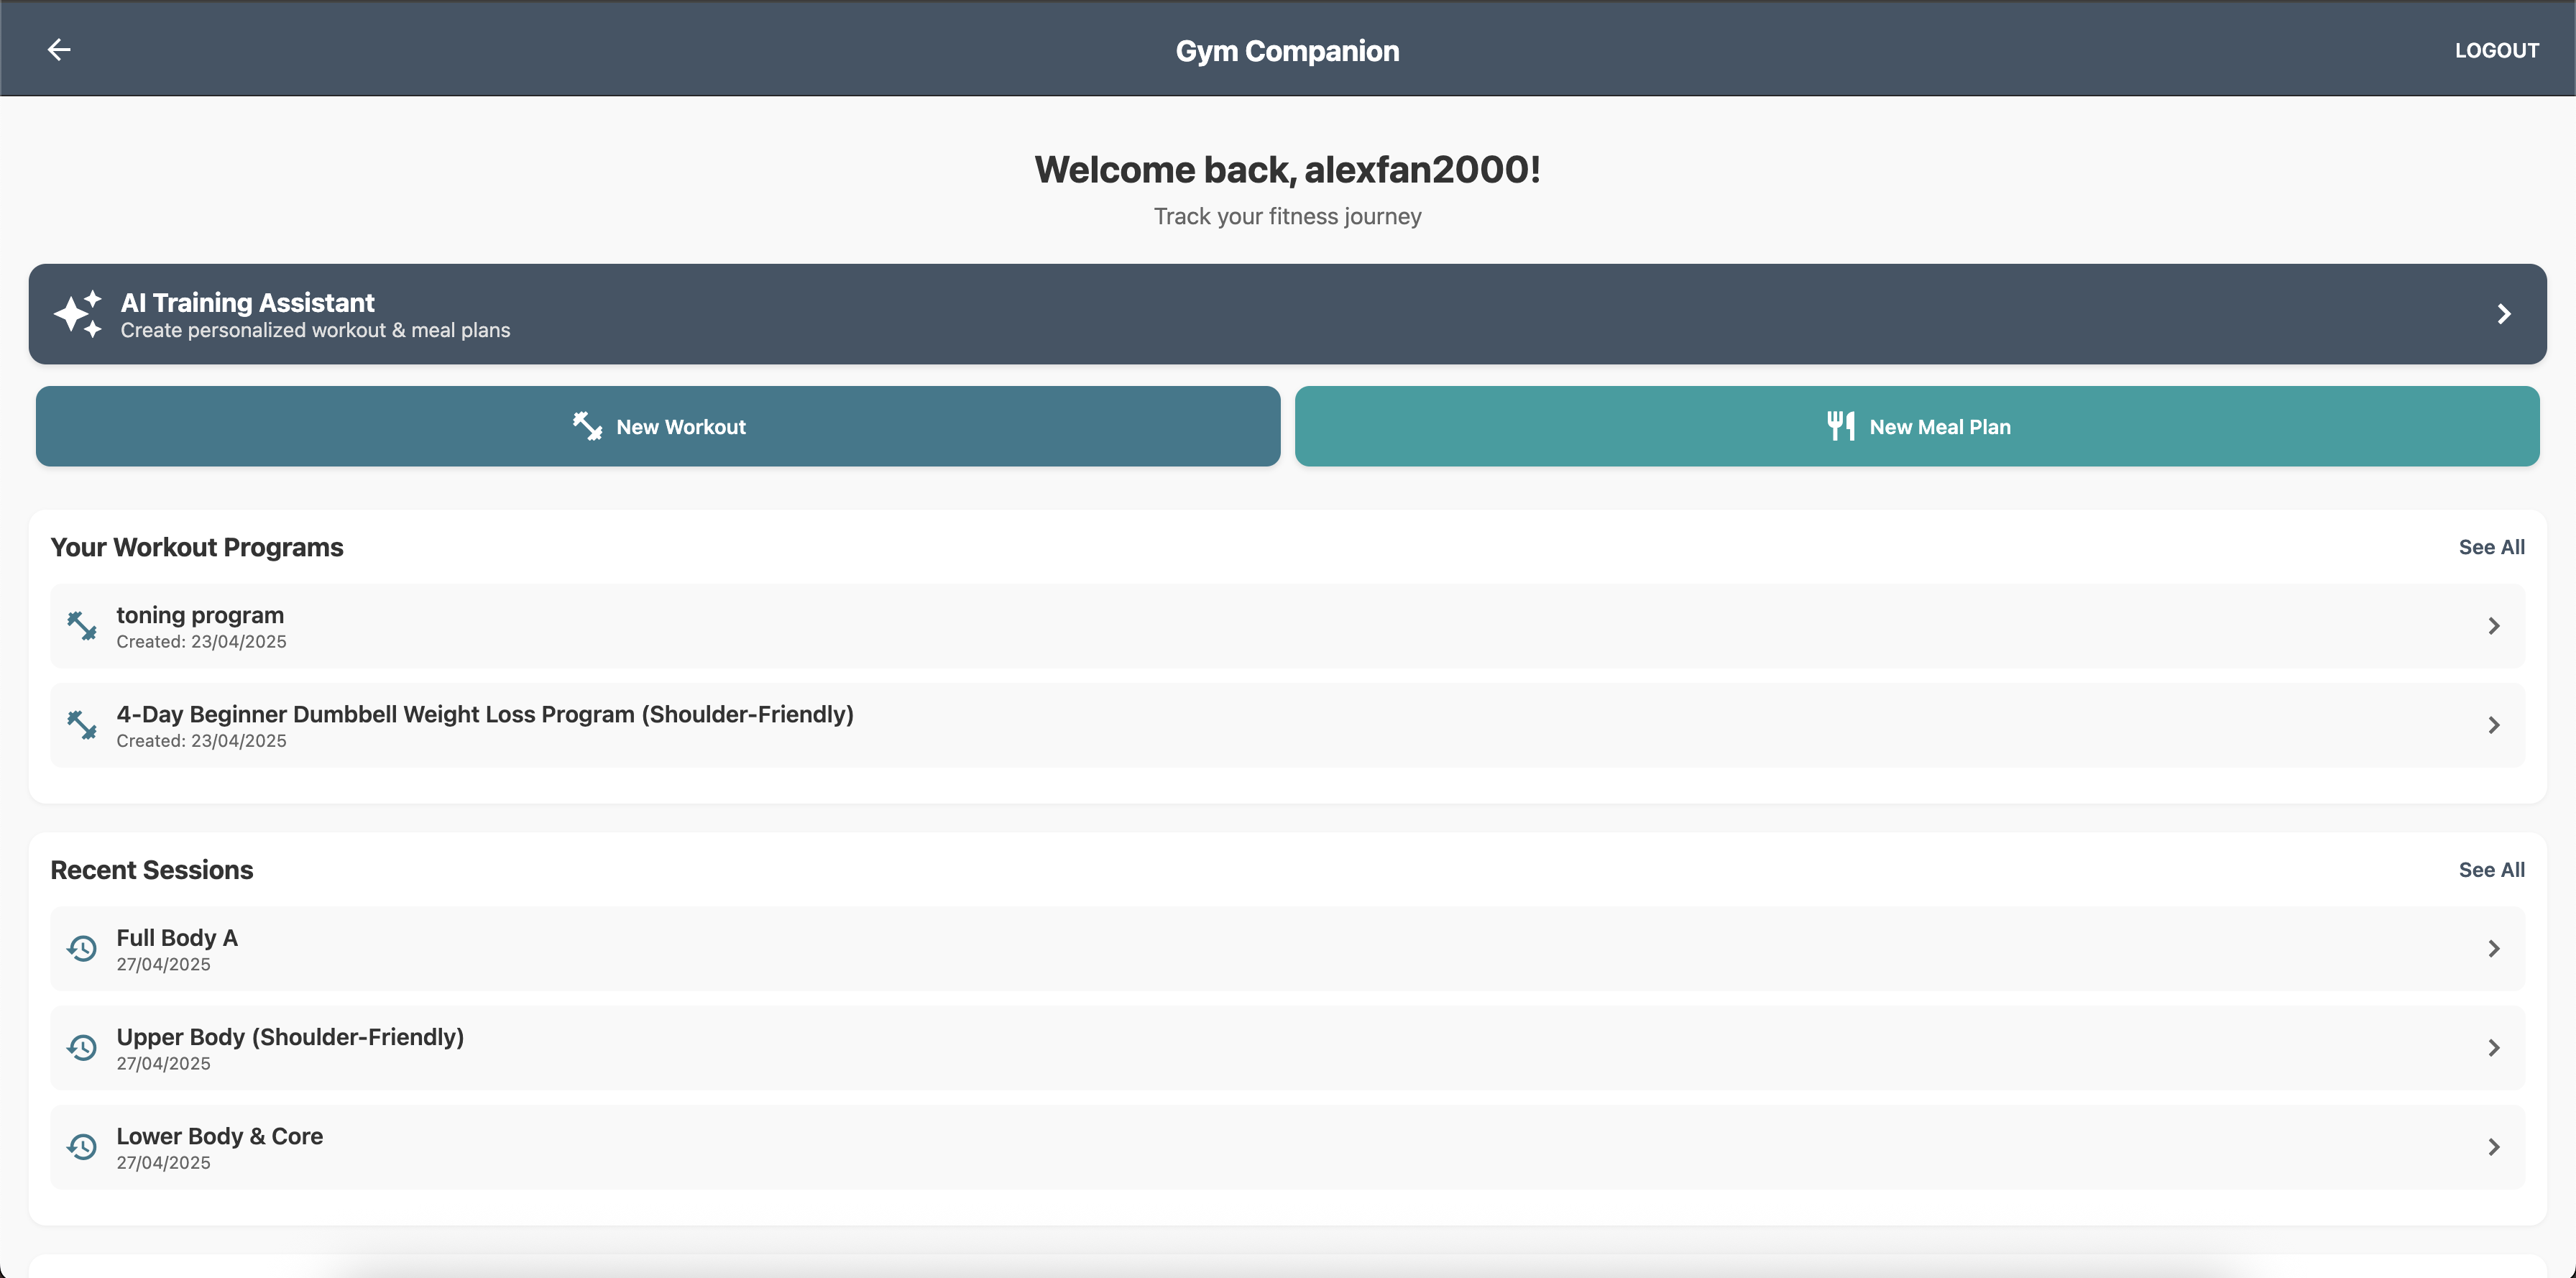 Gym Companion
LOGOUT
Welcome back, alexfan2000!
Track your fitness journey
AI Training Assistant
Create personalized workout & meal plans
New Workout
New Meal Plan
Your Workout Programs
See All
toning program
Created: 23/04/2025
4-Day Beginner Dumbbell Weight Loss Program (Shoulder-Friendly)
Created: 23/04/2025
Recent Sessions
See All
Full Body A
27/04/2025
Upper Body (Shoulder-Friendly)
27/04/2025
Lower Body & Core
27/04/2025